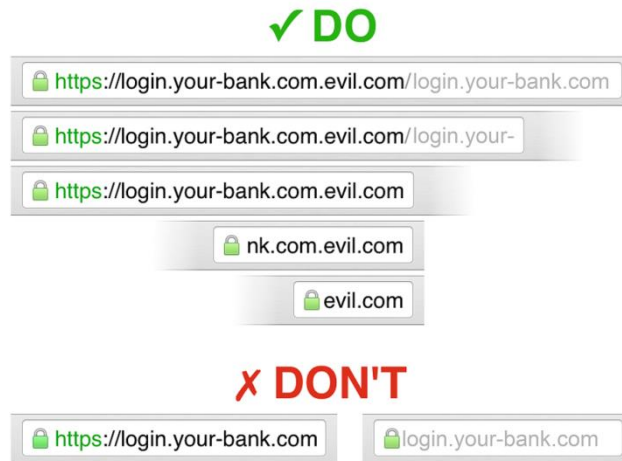 ✓ DO
https://login.your-bank.com.evil.com/login.your-bank.com
https://login.your-bank.com.evil.com/login.your-
https://login.your-bank.com.evil.com
nk.com.evil.com
evil.com
✗ DON'T
https://login.your-bank.com login.your-bank.com